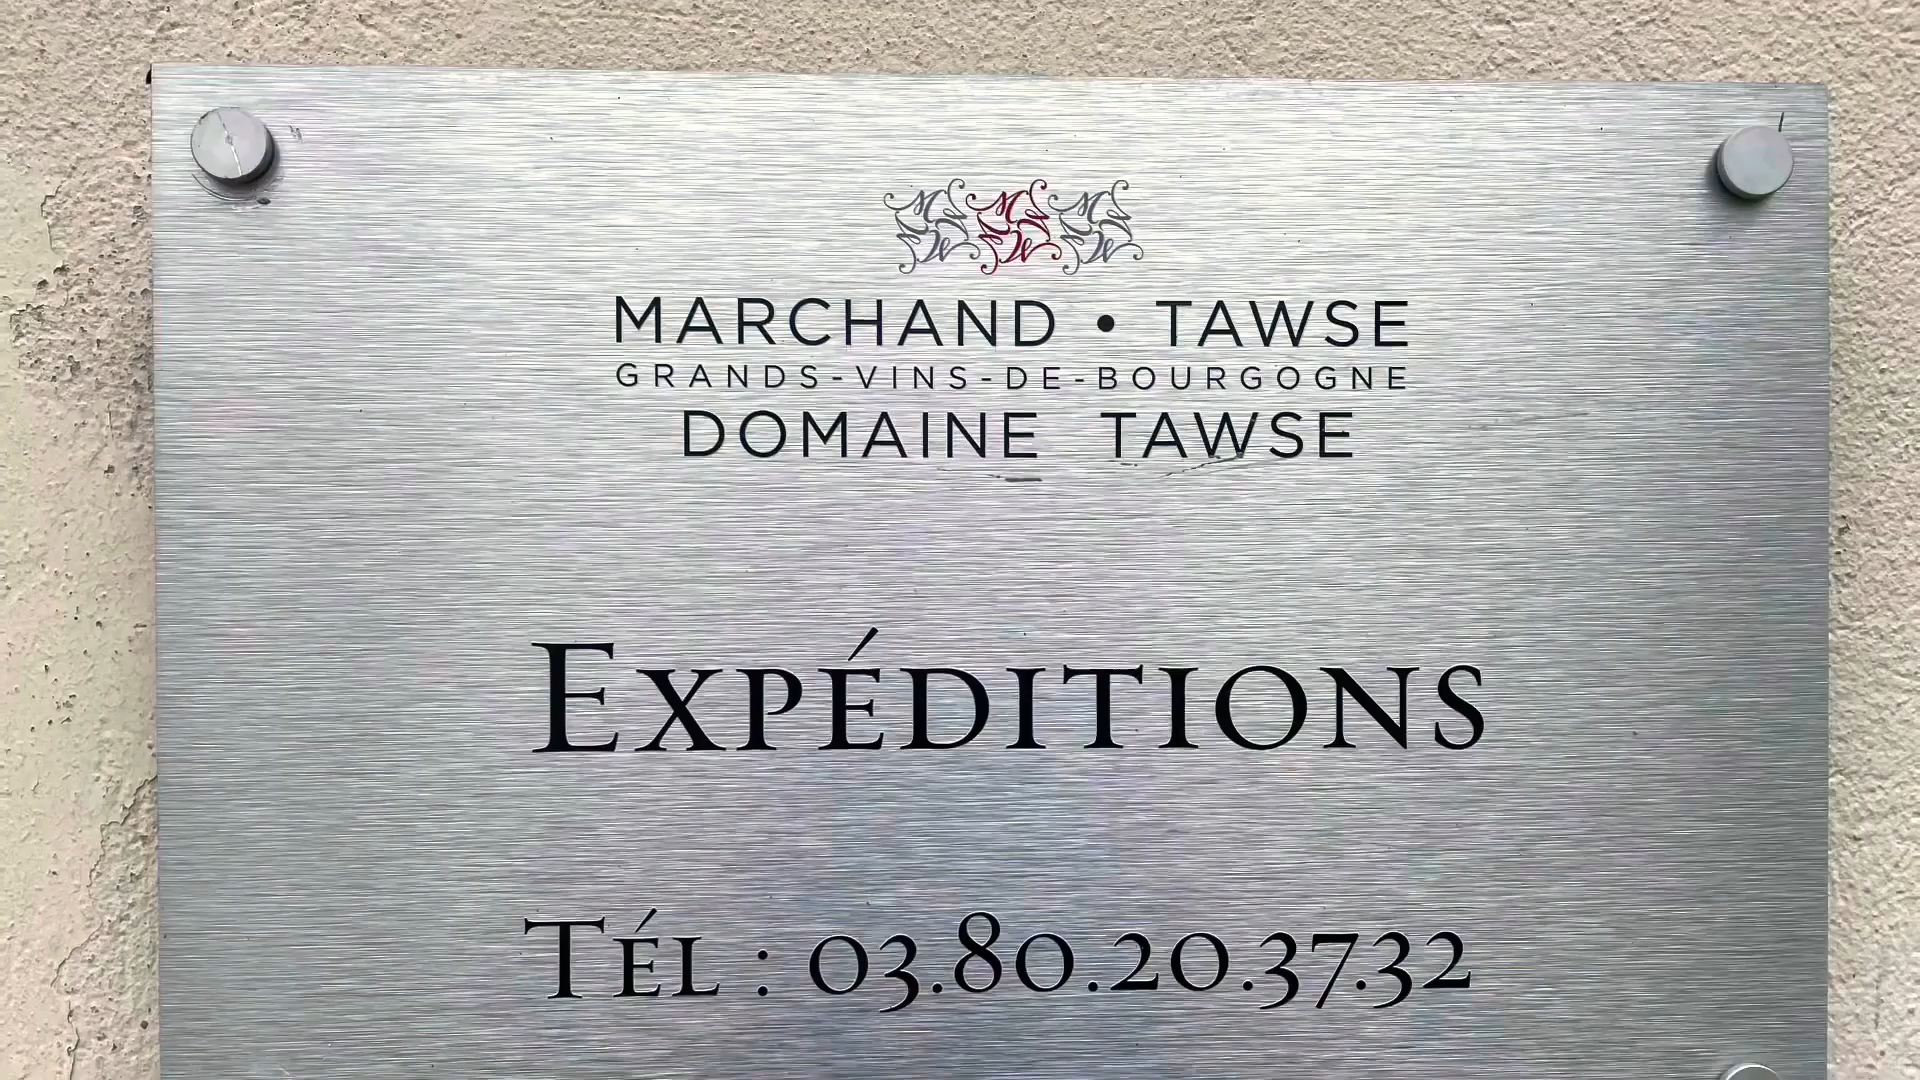 MARCHAND • TAWSE
GRANDS-VINS-DE-BOURGOGNE
DOMAINE TAWSE
EXPÉDITIONS
TÉL : 03.80.20.37.32